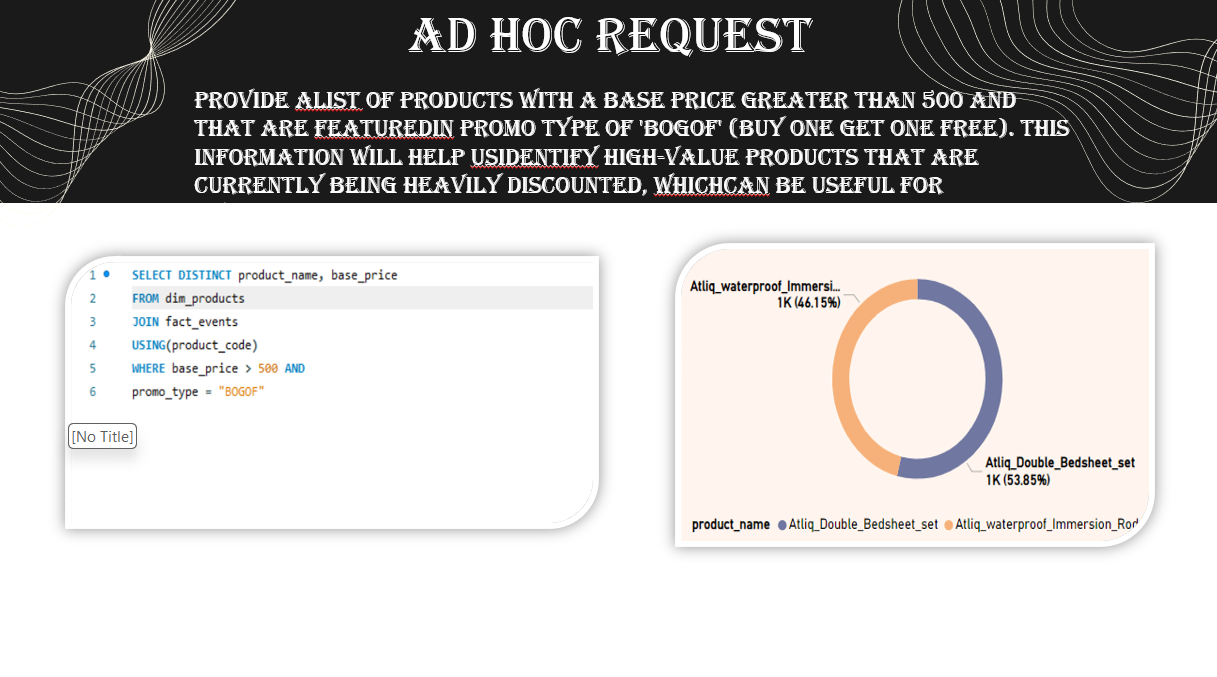 AD HOC REQUEST
PROVIDE ALIST OF PRODUCTS WITH A BASE PRICE GREATER THAN 500 AND
THAT ARE FEATUREDIN PROMO TYPE OF 'BOGOF' (BUY ONE GET ONE FREE). THIS
INFORMATION WILL HELP USIDENTIFY HIGH-VALUE PRODUCTS THAT ARE
CURRENTLY BEING HEAVILY DISCOUNTED, WHICHCAN BE USEFUL FOR
1 SELECT DISTINCT product_name, base_price
2 FROM dim_products
3 JOIN fact_events
4 USING(product_code)
5 WHERE base_price > 500 AND
6 promo_type = "BOGOF"
[No Title]
Atliq_waterproof_Immersi...
1K (46.15%)
Atliq_Double_Bedsheet_set
1K (53.85%)
product_name Atliq_Double_Bedsheet_set Atliq_waterproof_Immersion_Rod